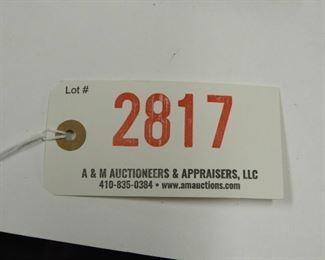 Lot #
2817
A & M AUCTIONEERS & APPRAISERS, LLC
410-835-0384 • www.amauctions.com